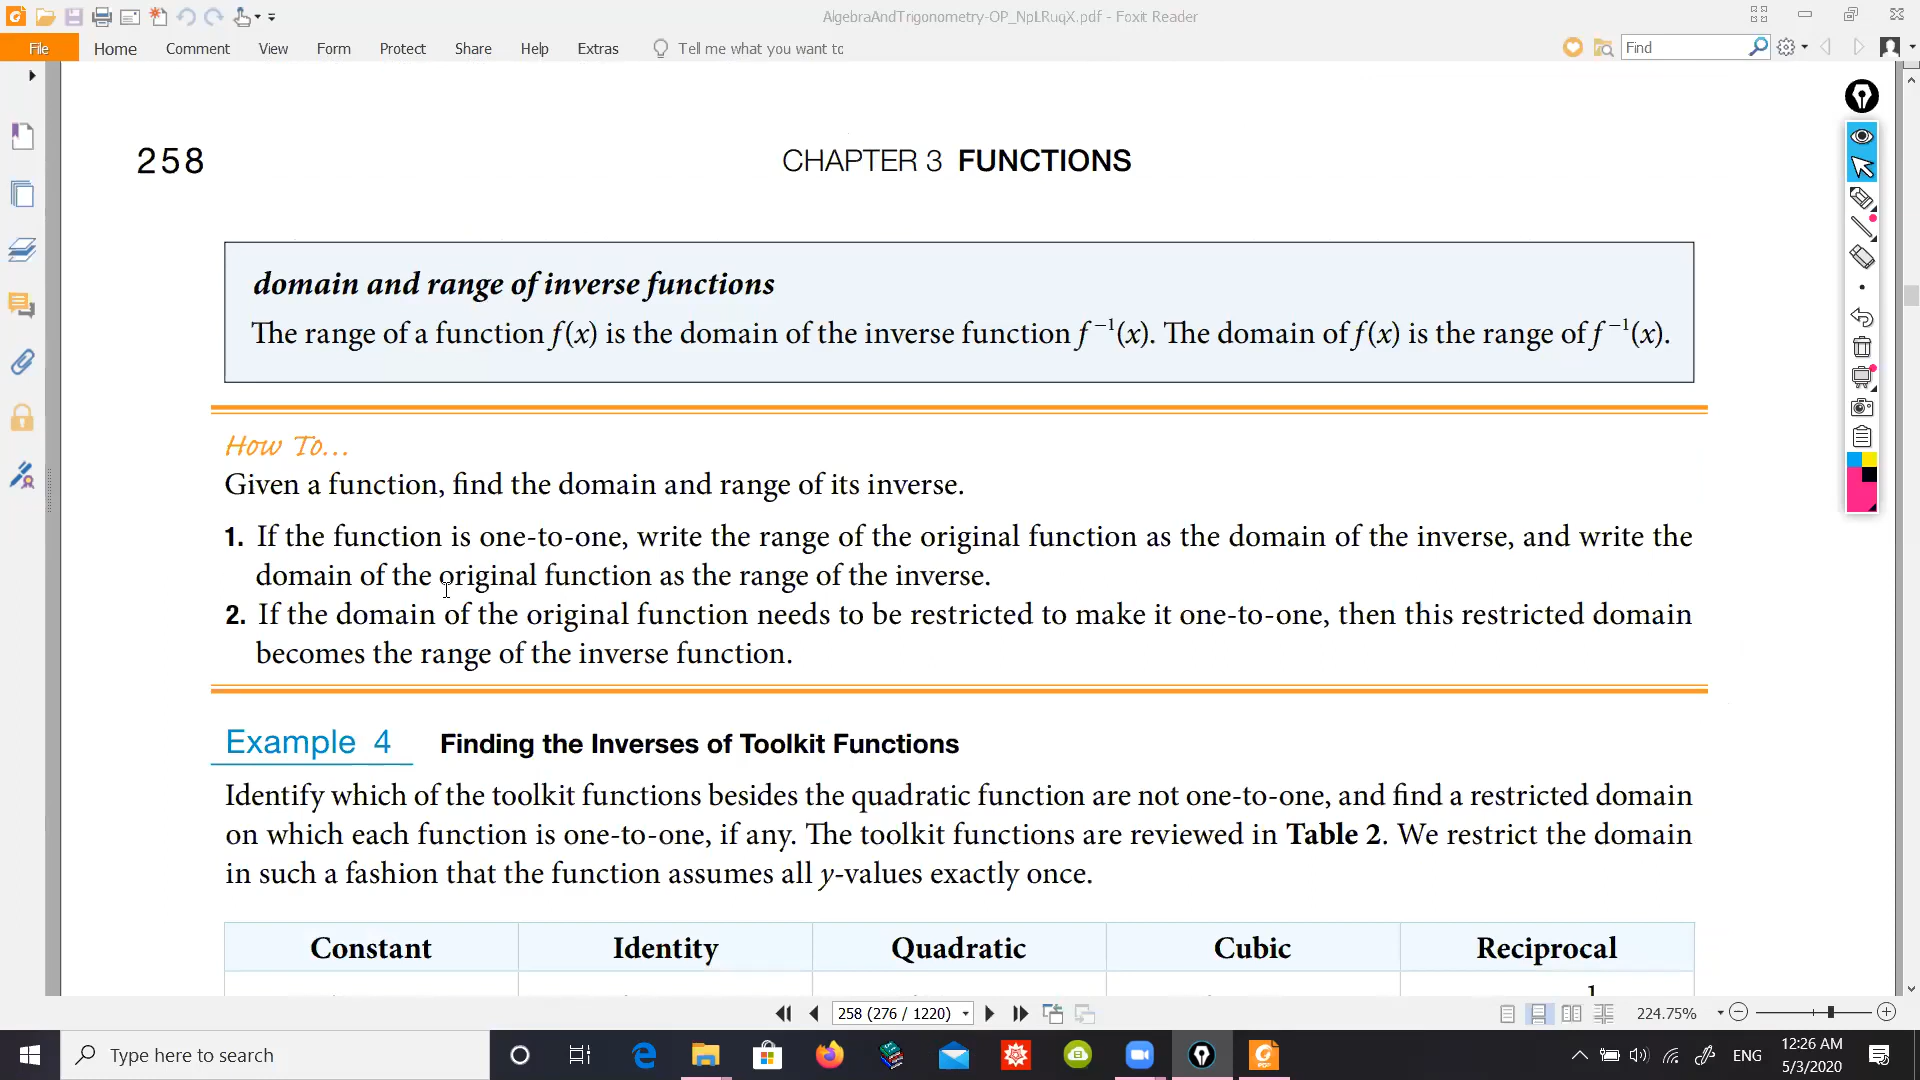 AlgebraAndTrigonometry-OP_NpLRuqX.pdf - Foxit Reader
File Home Comment View Form Protect Share Help Extras Tell me what you want to Find
258 CHAPTER 3 FUNCTIONS
domain and range of inverse functions
The range of a function f(x) is the domain of the inverse function f⁻¹(x). The domain of f(x) is the range of f⁻¹(x).
How To…
Given a function, find the domain and range of its inverse.
1. If the function is one-to-one, write the range of the original function as the domain of the inverse, and write the
domain of the original function as the range of the inverse.
2. If the domain of the original function needs to be restricted to make it one-to-one, then this restricted domain
becomes the range of the inverse function.
Example 4 Finding the Inverses of Toolkit Functions
Identify which of the toolkit functions besides the quadratic function are not one-to-one, and find a restricted domain
on which each function is one-to-one, if any. The toolkit functions are reviewed in Table 2. We restrict the domain
in such a fashion that the function assumes all y-values exactly once.
Constant Identity Quadratic Cubic Reciprocal
1
258 (276 / 1220) 224.75%
Type here to search ENG 12:26 AM
5/3/2020